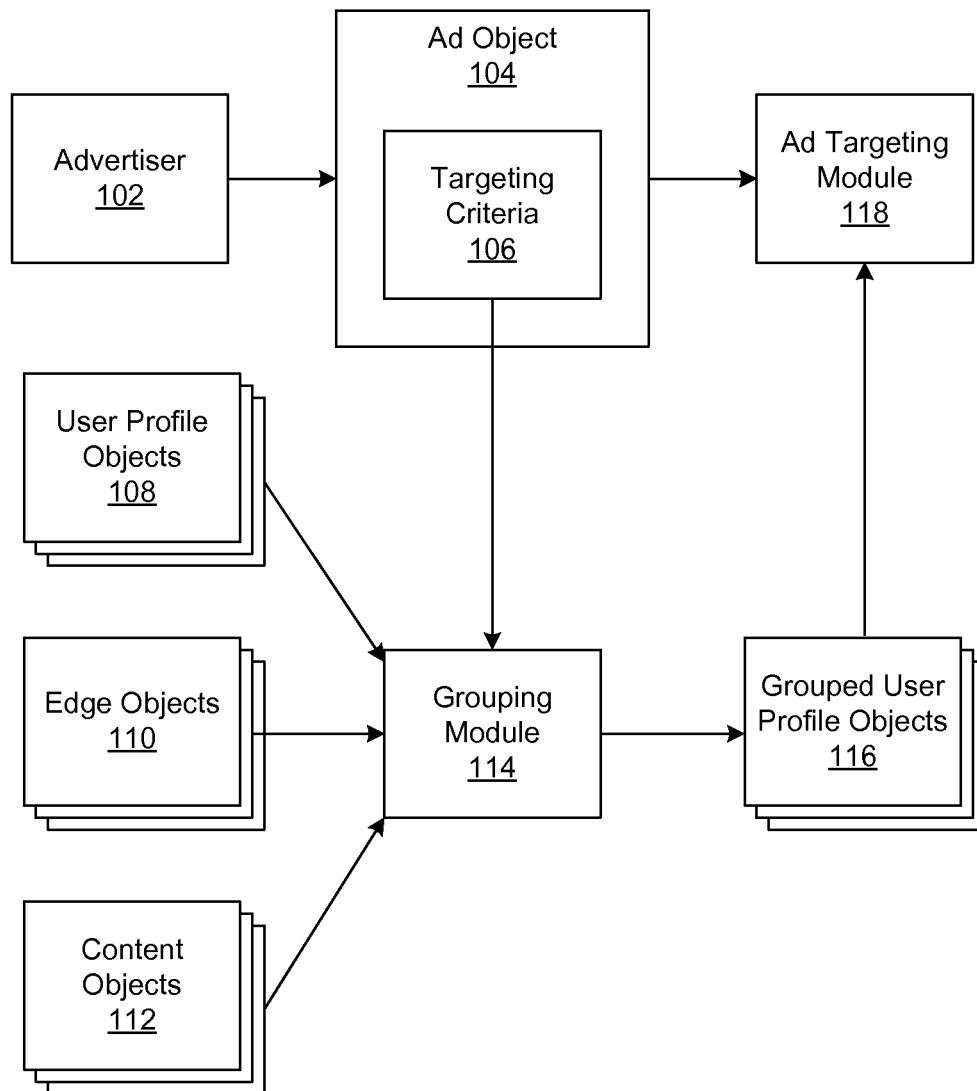 Ad Object
104
Advertiser
102
Targeting
Criteria
106
Ad Targeting
Module
118
User Profile
Objects
108
Edge Objects
110
Grouping
Module
114
Grouped User
Profile Objects
116
Content
Objects
112